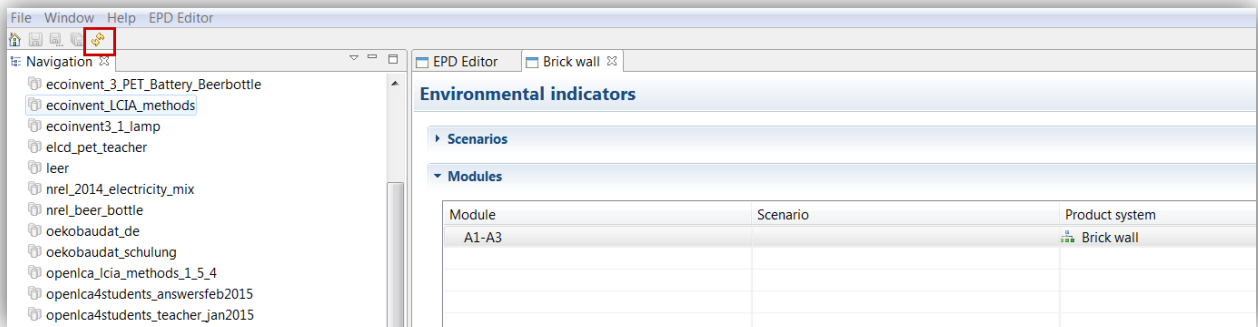 File Window Help EPD Editor
Navigation
ecoinvent_3_PET_Battery_Beerbottle
ecoinvent_LCIA_methods
ecoinvent3_1_lamp
elcd_pet_teacher
leer
nrel_2014_electricity_mix
nrel_beer_bottle
oekobaudat_de
oekobaudat_schulung
openlca_lcia_methods_1_5_4
openlca4students_answersfeb2015
openlca4students_teacher_jan2015
EPD Editor Brick wall
Environmental indicators
Scenarios
Modules
Module Scenario Product system
A1-A3 Brick wall